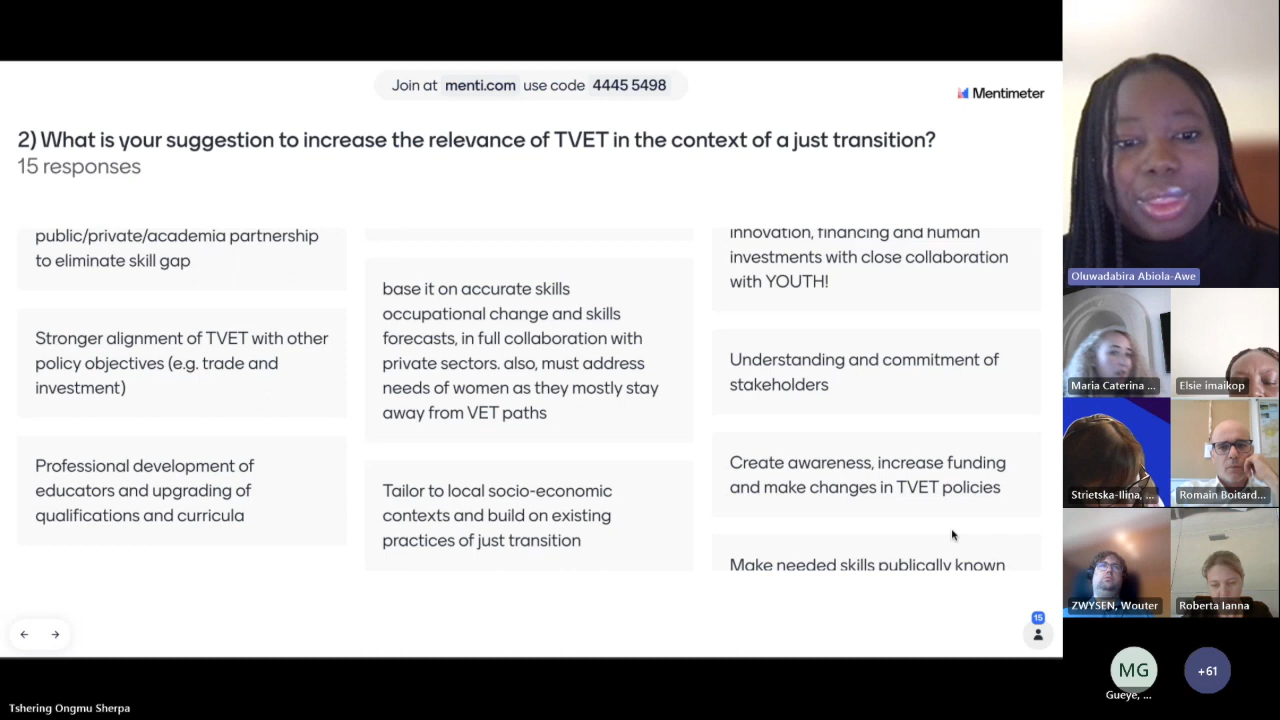 Join at menti.com use code 4445 5498
Mentimeter
2) What is your suggestion to increase the relevance of TVET in the context of a just transition?
15 responses
public/private/academia partnership
to eliminate skill gap
Stronger alignment of TVET with other
policy objectives (e.g. trade and
investment)
Professional development of
educators and upgrading of
qualifications and curricula
base it on accurate skills
occupational change and skills
forecasts, in full collaboration with
private sectors. also, must address
needs of women as they mostly stay
away from VET paths
Tailor to local socio-economic
contexts and build on existing
practices of just transition
innovation, financing and human
investments with close collaboration
with YOUTH!
Understanding and commitment of
stakeholders
Create awareness, increase funding
and make changes in TVET policies
Make needed skills publically known
15
Oluwadabira Abiola-Awe
Maria Caterina ...
Elsie imaikop
Strietska-Ilina, ...
Romain Boitard...
ZWYSEN, Wouter
Roberta Ianna
MG
Gueye, ...
+61
Tshering Ongmu Sherpa